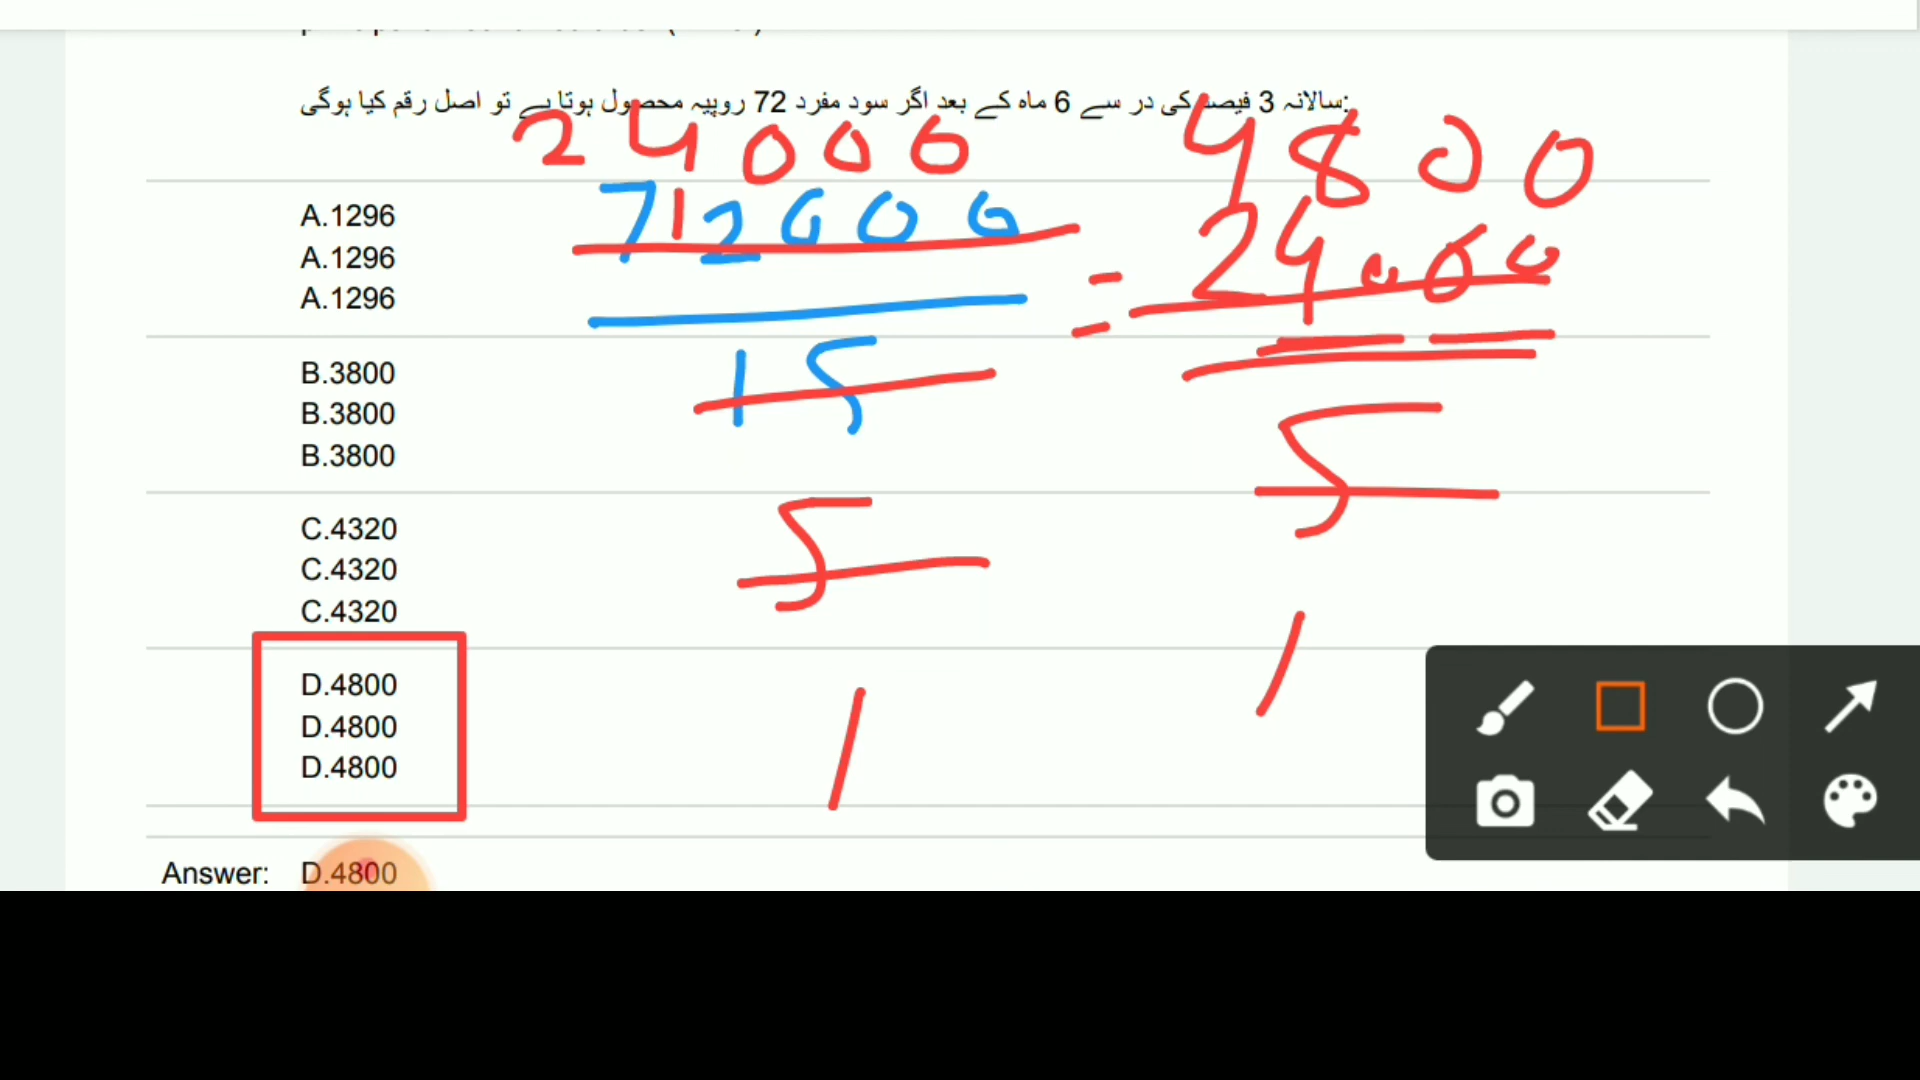 سالانہ 3 فیصد کی در سے 6 ماہ کے بعد اگر سود مفرد 72 روپیہ محصول ہوتا ہے تو اصل رقم کیا ہوگی:
24000
4800
712000
= 24000
A.1296
A.1296
A.1296
15
5
B.3800
B.3800
B.3800
5
1
C.4320
C.4320
C.4320
D.4800
D.4800
D.4800
1
Answer: D.4800